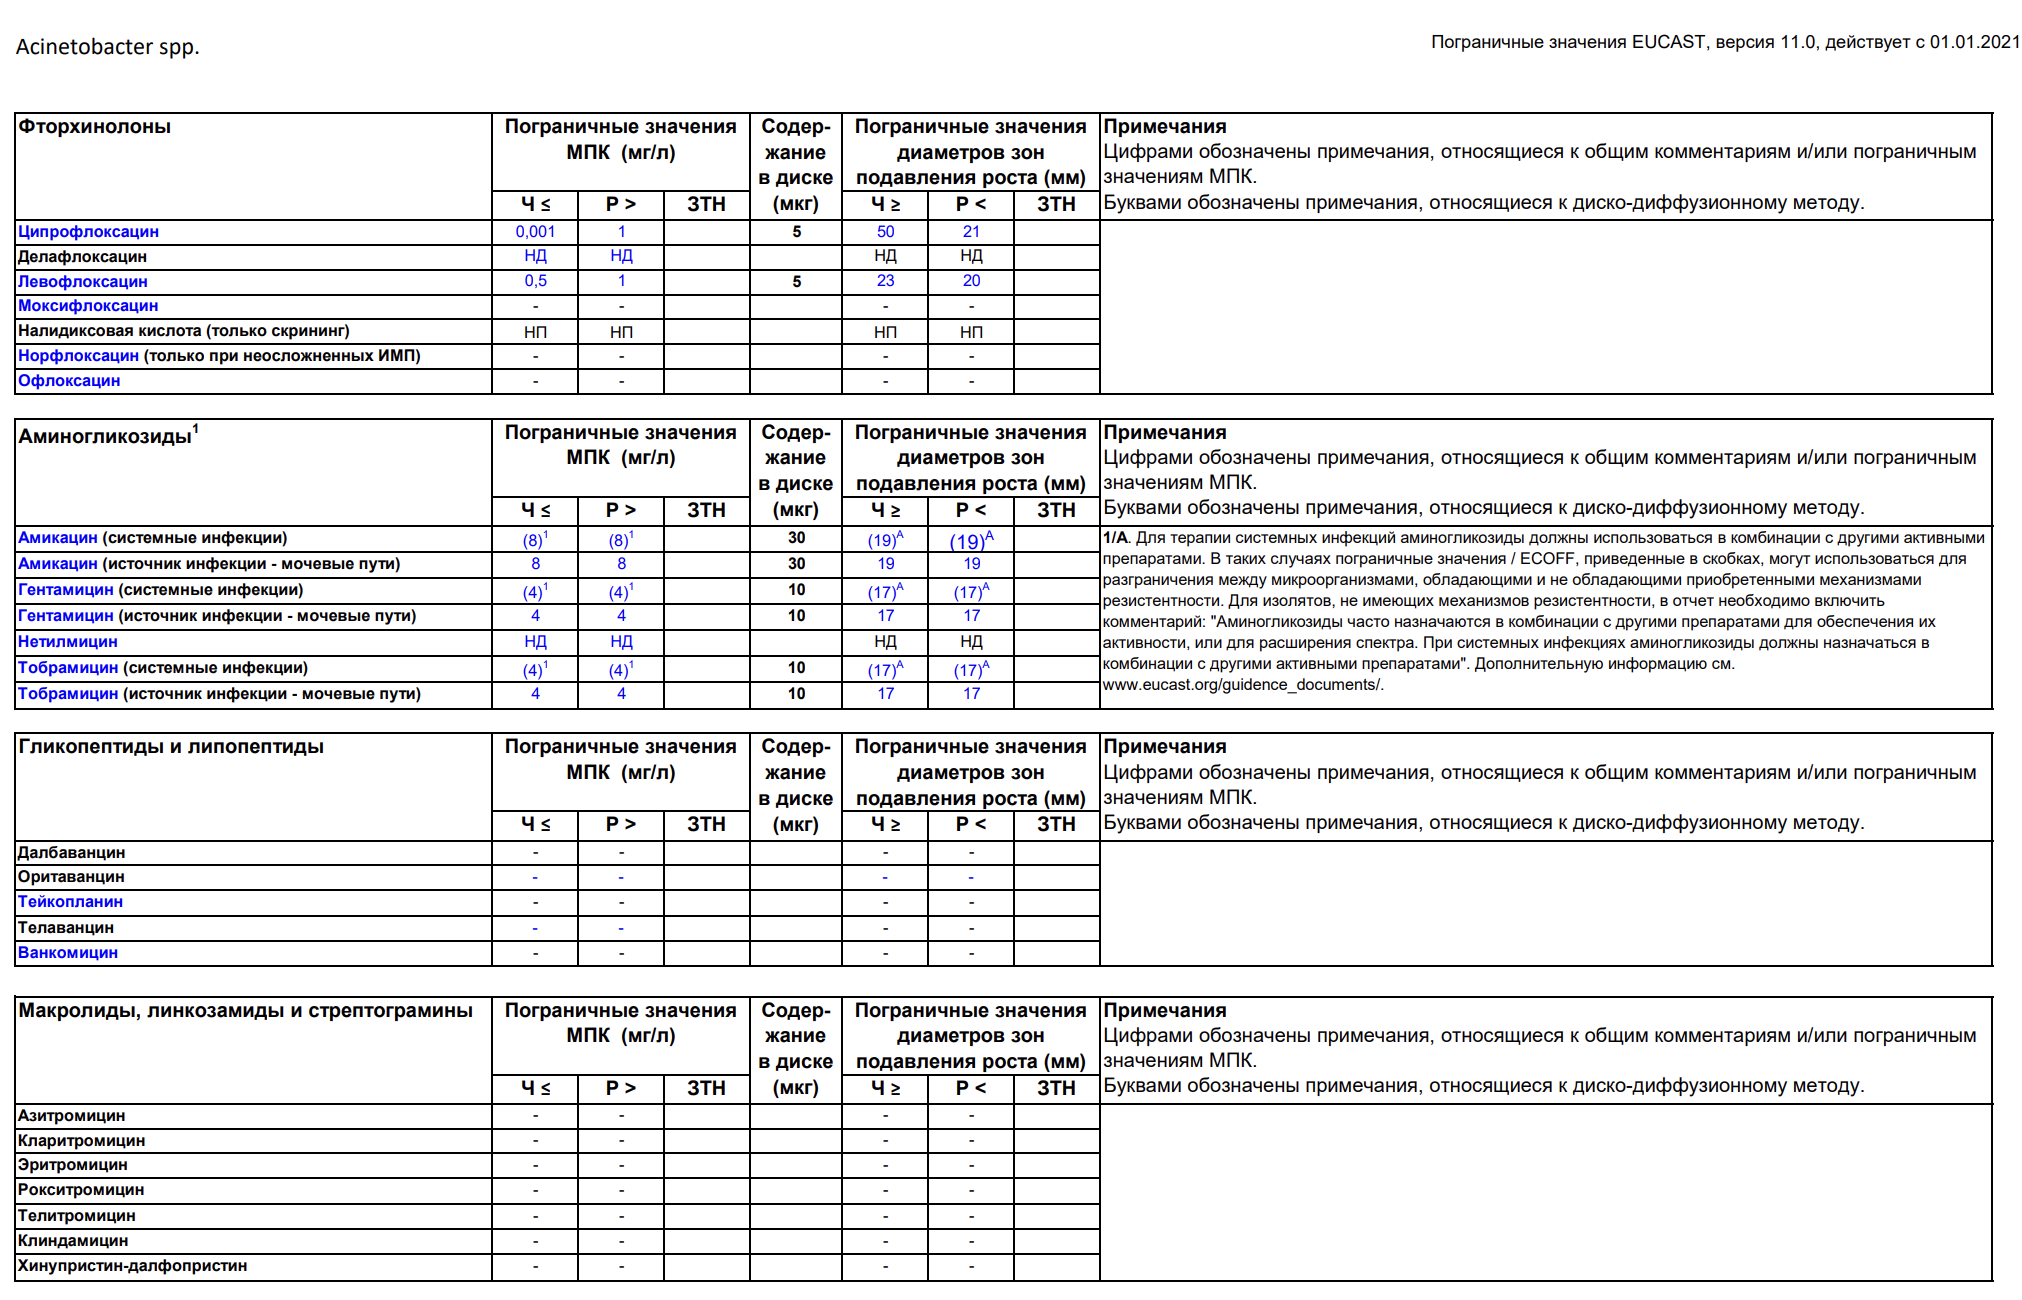 Acinetobacter spp.
Пограничные значения EUCAST, версия 11.0, действует с 01.01.2021
Фторхинолоны
Пограничные значения
МПК (мг/л)
Содер-
жание
в диске
(мкг)
Пограничные значения
диаметров зон
подавления роста (мм)
Примечания
Цифрами обозначены примечания, относящиеся к общим комментариям и/или пограничным
значениям МПК.
Буквами обозначены примечания, относящиеся к диско-диффузионному методу.
Ч ≤ Р > ЗТН Ч ≥ Р < ЗТН
Ципрофлоксацин 0,001 1 5 50 21
Делафлоксацин НД НД НД НД
Левофлоксацин 0,5 1 5 23 20
Моксифлоксацин - - - -
Налидиксовая кислота (только скрининг) НП НП НП НП
Норфлоксацин (только при неосложненных ИМП) - - - -
Офлоксацин - - - -
Аминогликозиды¹
Пограничные значения
МПК (мг/л)
Содер-
жание
в диске
(мкг)
Пограничные значения
диаметров зон
подавления роста (мм)
Примечания
Цифрами обозначены примечания, относящиеся к общим комментариям и/или пограничным
значениям МПК.
Буквами обозначены примечания, относящиеся к диско-диффузионному методу.
Ч ≤ Р > ЗТН Ч ≥ Р < ЗТН
Амикацин (системные инфекции) (8)¹ (8)¹ 30 (19)ᴬ (19)ᴬ
Амикацин (источник инфекции - мочевые пути) 8 8 30 19 19
Гентамицин (системные инфекции) (4)¹ (4)¹ 10 (17)ᴬ (17)ᴬ
Гентамицин (источник инфекции - мочевые пути) 4 4 10 17 17
Нетилмицин НД НД НД НД
Тобрамицин (системные инфекции) (4)¹ (4)¹ 10 (17)ᴬ (17)ᴬ
Тобрамицин (источник инфекции - мочевые пути) 4 4 10 17 17
1/А. Для терапии системных инфекций аминогликозиды должны использоваться в комбинации с другими активными
препаратами. В таких случаях пограничные значения / ECOFF, приведенные в скобках, могут использоваться для
разграничения между микроорганизмами, обладающими и не обладающими приобретенными механизмами
резистентности. Для изолятов, не имеющих механизмов резистентности, в отчет необходимо включить
комментарий: "Аминогликозиды часто назначаются в комбинации с другими препаратами для обеспечения их
активности, или для расширения спектра. При системных инфекциях аминогликозиды должны назначаться в
комбинации с другими активными препаратами". Дополнительную информацию см.
www.eucast.org/guidence_documents/.
Гликопептиды и липопептиды
Пограничные значения
МПК (мг/л)
Содер-
жание
в диске
(мкг)
Пограничные значения
диаметров зон
подавления роста (мм)
Примечания
Цифрами обозначены примечания, относящиеся к общим комментариям и/или пограничным
значениям МПК.
Буквами обозначены примечания, относящиеся к диско-диффузионному методу.
Ч ≤ Р > ЗТН Ч ≥ Р < ЗТН
Далбаванцин - - - -
Оритаванцин - - - -
Тейкопланин - - - -
Телаванцин - - - -
Ванкомицин - - - -
Макролиды, линкозамиды и стрептограмины
Пограничные значения
МПК (мг/л)
Содер-
жание
в диске
(мкг)
Пограничные значения
диаметров зон
подавления роста (мм)
Примечания
Цифрами обозначены примечания, относящиеся к общим комментариям и/или пограничным
значениям МПК.
Буквами обозначены примечания, относящиеся к диско-диффузионному методу.
Ч ≤ Р > ЗТН Ч ≥ Р < ЗТН
Азитромицин - - - -
Кларитромицин - - - -
Эритромицин - - - -
Рокситромицин - - - -
Телитромицин - - - -
Клиндамицин - - - -
Хинупристин-далфопристин - - - -